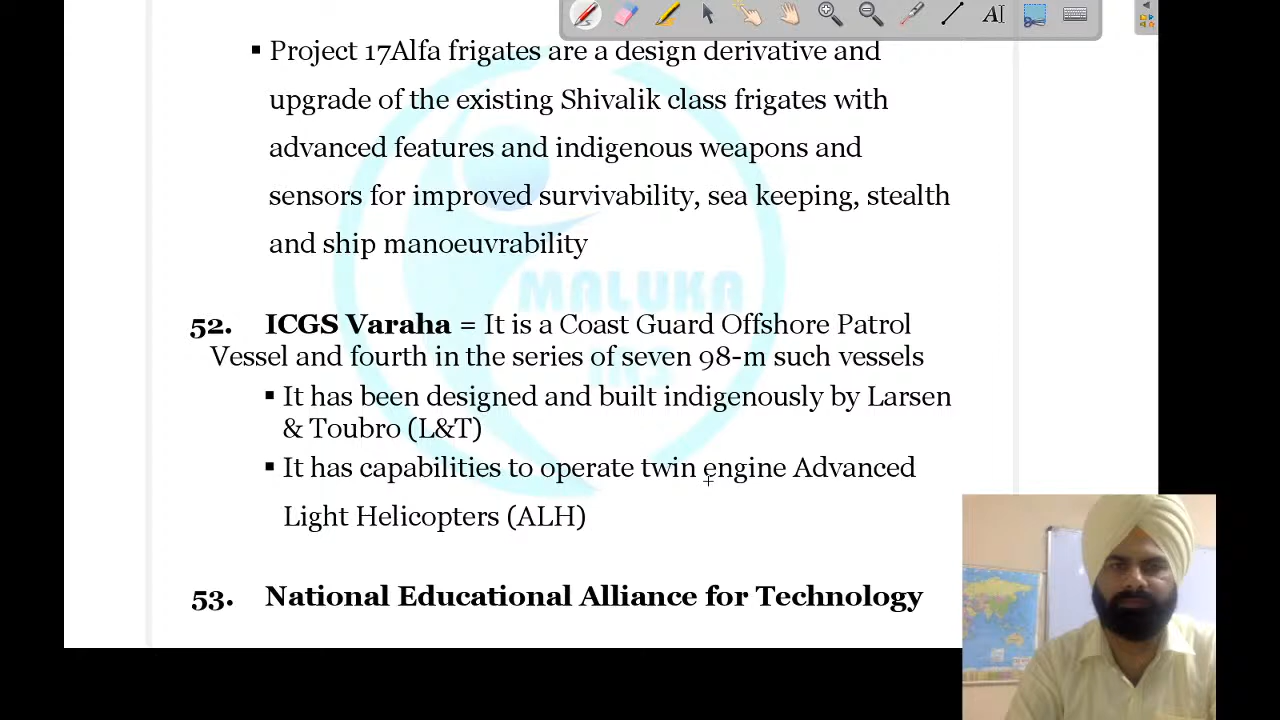 ▪ Project 17Alfa frigates are a design derivative and
upgrade of the existing Shivalik class frigates with
advanced features and indigenous weapons and
sensors for improved survivability, sea keeping, stealth
and ship manoeuvrability
MALUKA
IAS
52. ICGS Varaha = It is a Coast Guard Offshore Patrol
Vessel and fourth in the series of seven 98-m such vessels
▪ It has been designed and built indigenously by Larsen
& Toubro (L&T)
▪ It has capabilities to operate twin engine Advanced
Light Helicopters (ALH)
53. National Educational Alliance for Technology